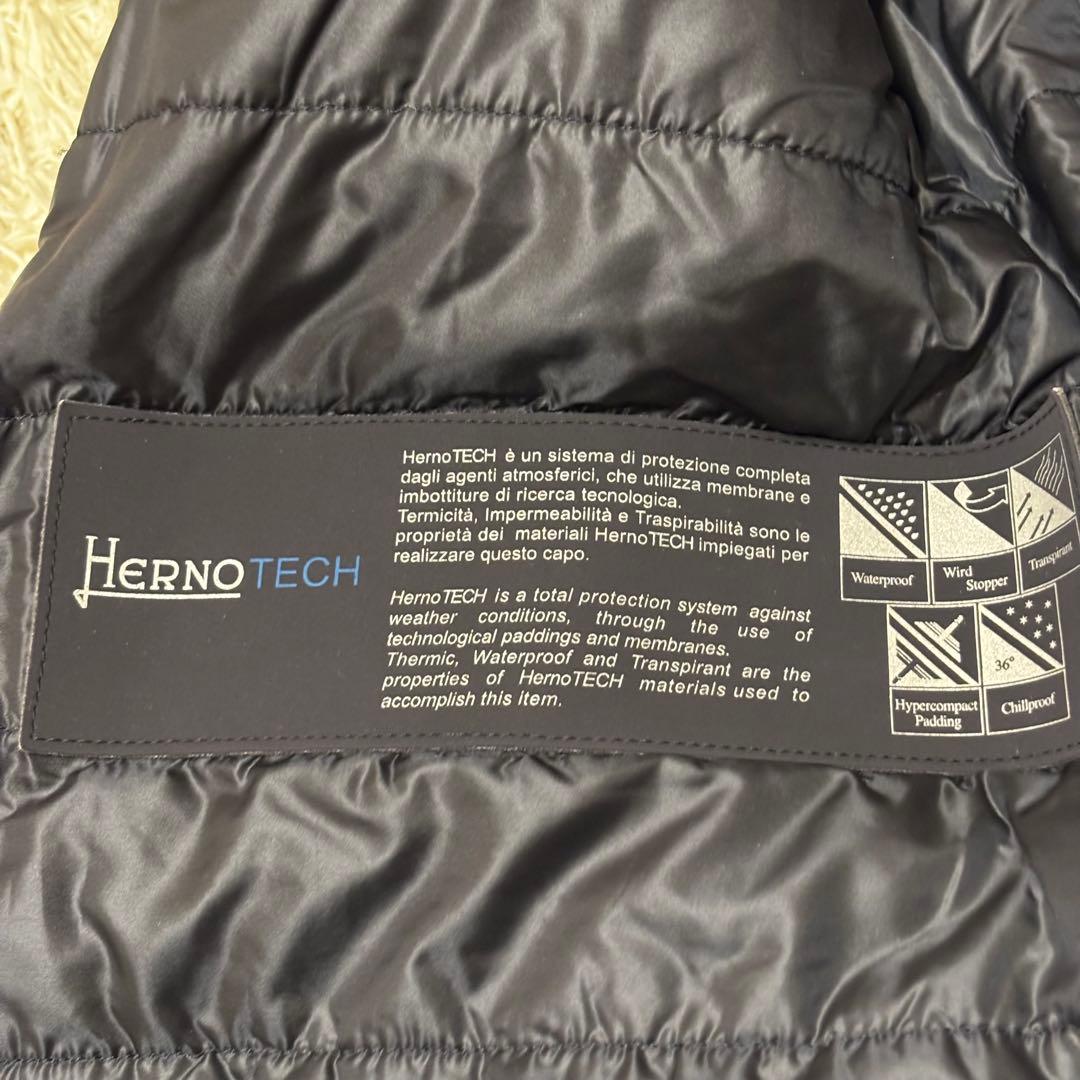 HERNOTECH
HernoTECH è un sistema di protezione completa
dagli agenti atmosferici, che utilizza membrane e
imbottiture di ricerca tecnologica.
Termicità, Impermeabilità e Traspirabilità sono le
proprietà dei materiali HernoTECH impiegati per
realizzare questo capo.
HernoTECH is a total protection system against
weather conditions, through the use of
technological paddings and membranes.
Thermic, Waterproof and Transpirant are the
properties of HernoTECH materials used to
accomplish this item.
Waterproof
Wird
Stopper
Transpirant
Hypercompact
Padding
36°
Chillproof